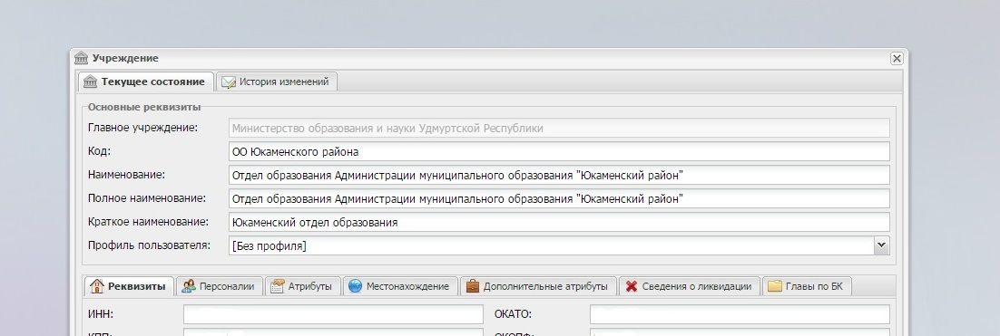 Учреждение
Текущее состояние История изменений
Основные реквизиты
Главное учреждение: Министерство образования и науки Удмуртской Республики
Код: ОО Юкаменского района
Наименование: Отдел образования Администрации муниципального образования "Юкаменский район"
Полное наименование: Отдел образования Администрации муниципального образования "Юкаменский район"
Краткое наименование: Юкаменский отдел образования
Профиль пользователя: [Без профиля]
Реквизиты Персоналии Атрибуты Местонахождение Дополнительные атрибуты Сведения о ликвидации Главы по БК
ИНН: ОКАТО: